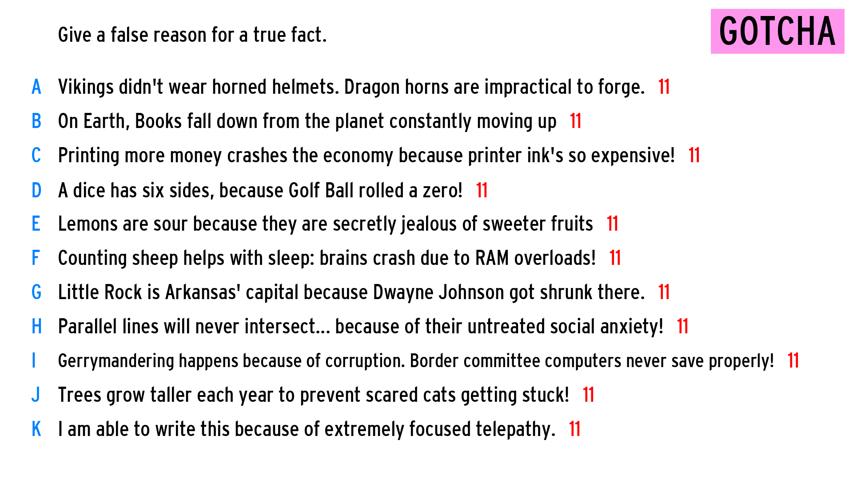 Give a false reason for a true fact.
GOTCHA
A Vikings didn't wear horned helmets. Dragon horns are impractical to forge. 11
B On Earth, Books fall down from the planet constantly moving up 11
C Printing more money crashes the economy because printer ink's so expensive! 11
D A dice has six sides, because Golf Ball rolled a zero! 11
E Lemons are sour because they are secretly jealous of sweeter fruits 11
F Counting sheep helps with sleep: brains crash due to RAM overloads! 11
G Little Rock is Arkansas' capital because Dwayne Johnson got shrunk there. 11
H Parallel lines will never intersect... because of their untreated social anxiety! 11
I Gerrymandering happens because of corruption. Border committee computers never save properly! 11
J Trees grow taller each year to prevent scared cats getting stuck! 11
K I am able to write this because of extremely focused telepathy. 11